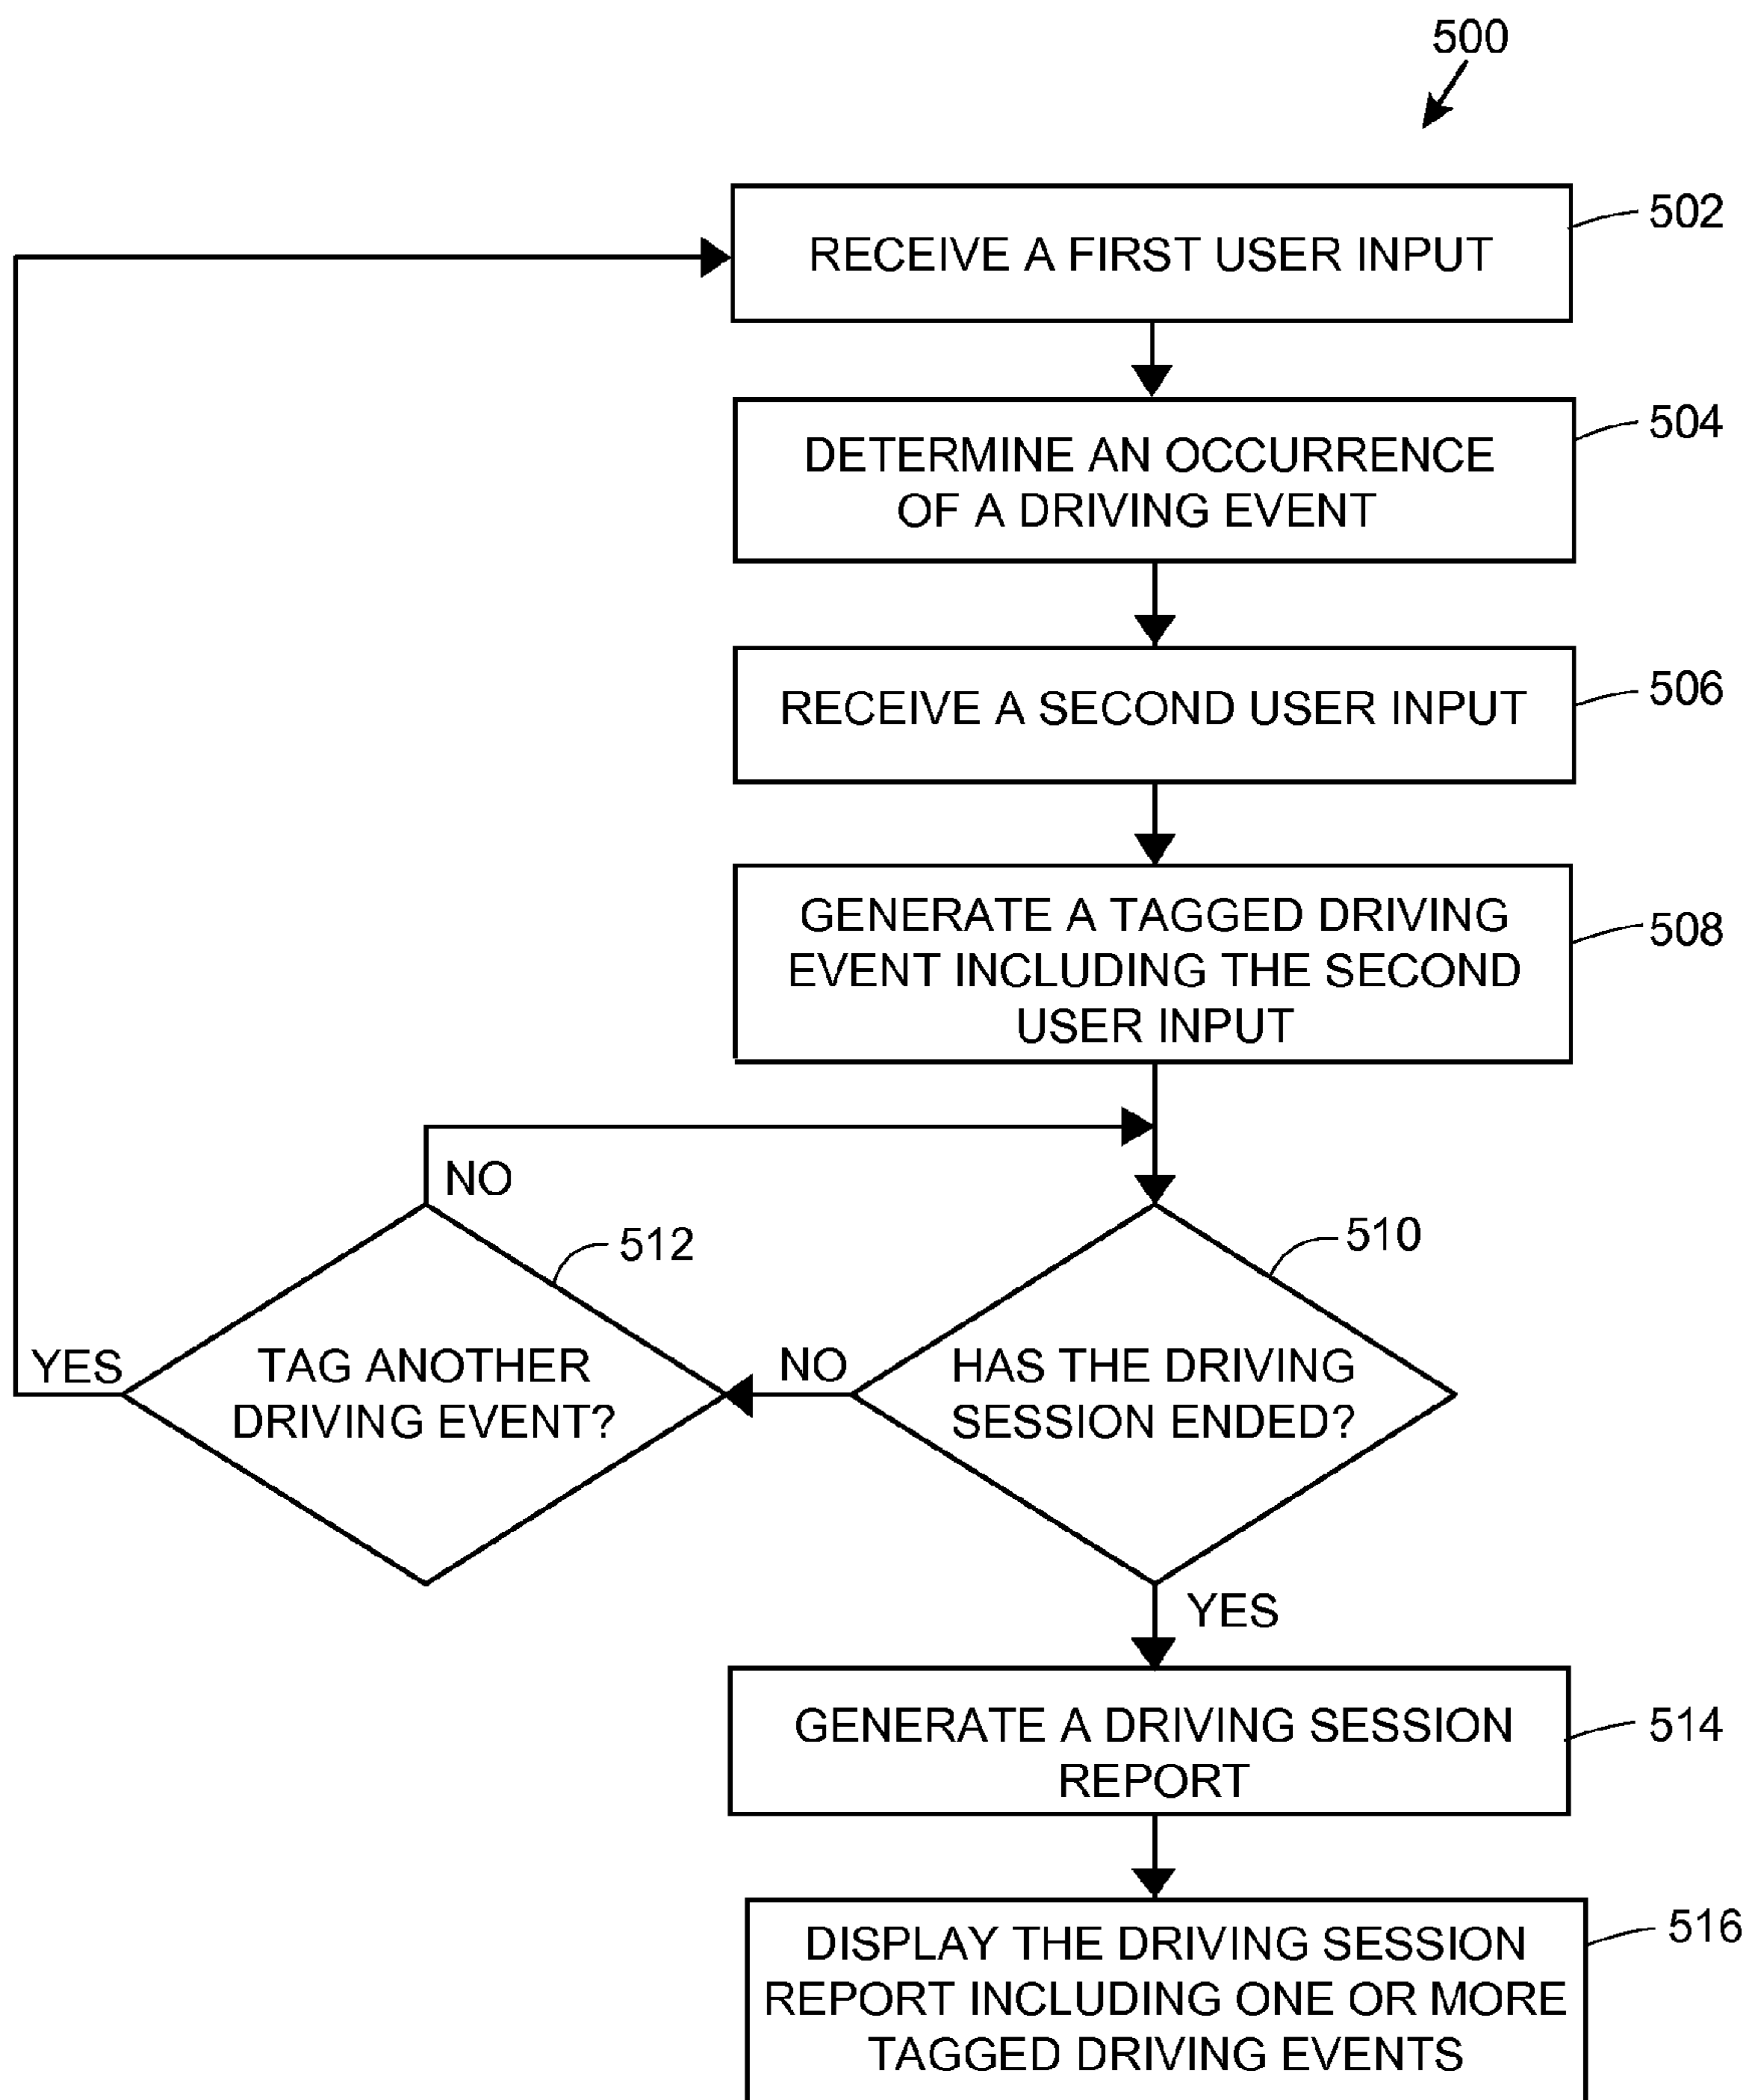 500
RECEIVE A FIRST USER INPUT
502
DETERMINE AN OCCURRENCE
OF A DRIVING EVENT
504
RECEIVE A SECOND USER INPUT
506
GENERATE A TAGGED DRIVING
EVENT INCLUDING THE SECOND
USER INPUT
508
NO
512
510
YES
TAG ANOTHER
DRIVING EVENT?
NO
HAS THE DRIVING
SESSION ENDED?
YES
GENERATE A DRIVING SESSION
REPORT
514
DISPLAY THE DRIVING SESSION
REPORT INCLUDING ONE OR MORE
TAGGED DRIVING EVENTS
516